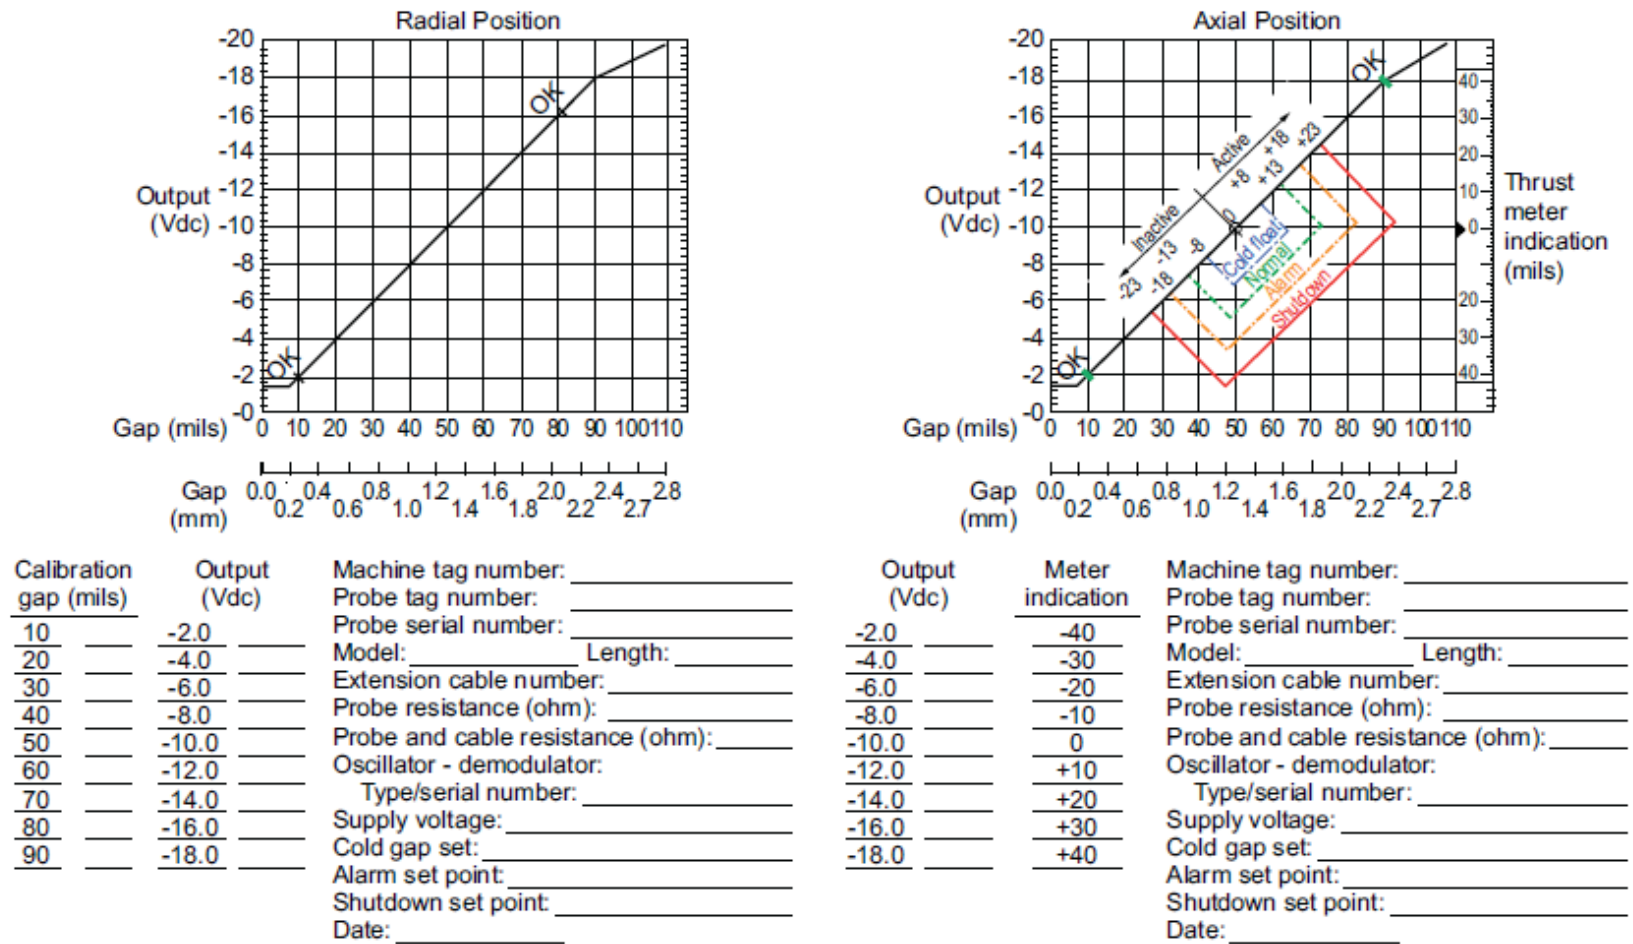 Radial Position
-20
-18
-16
-14
-12
-10
-8
-6
-4
-2
-0
Output
(Vdc)
OK
OK
Gap (mils) 0 10 20 30 40 50 60 70 80 90 100 110
Gap
(mm)
0.0 0.2 0.4 0.6 0.8 1.0 1.2 1.4 1.6 1.8 2.0 2.2 2.4 2.7 2.8
Axial Position
-20
-18
-16
-14
-12
-10
-8
-6
-4
-2
-0
Output
(Vdc)
OK
OK
Active
Inactive
+23
+18
+13
+8
0
-8
-13
-18
-23
Cold float
Normal
Alarm
Shutdown
40
30
20
10
0
20
30
40
Thrust
meter
indication
(mils)
Gap (mils) 0 10 20 30 40 50 60 70 80 90 100 110
Gap
(mm)
0.0 0.2 0.4 0.6 0.8 1.0 1.2 1.4 1.6 1.8 2.0 2.2 2.4 2.7 2.8
Calibration
gap (mils)
Output
(Vdc)
10 -2.0
20 -4.0
30 -6.0
40 -8.0
50 -10.0
60 -12.0
70 -14.0
80 -16.0
90 -18.0
Machine tag number:
Probe tag number:
Probe serial number:
Model: Length:
Extension cable number:
Probe resistance (ohm):
Probe and cable resistance (ohm):
Oscillator - demodulator:
Type/serial number:
Supply voltage:
Cold gap set:
Alarm set point:
Shutdown set point:
Date:
Output
(Vdc)
Meter
indication
-2.0 -40
-4.0 -30
-6.0 -20
-8.0 -10
-10.0 0
-12.0 +10
-14.0 +20
-16.0 +30
-18.0 +40
Machine tag number:
Probe tag number:
Probe serial number:
Model: Length:
Extension cable number:
Probe resistance (ohm):
Probe and cable resistance (ohm):
Oscillator - demodulator:
Type/serial number:
Supply voltage:
Cold gap set:
Alarm set point:
Shutdown set point:
Date: